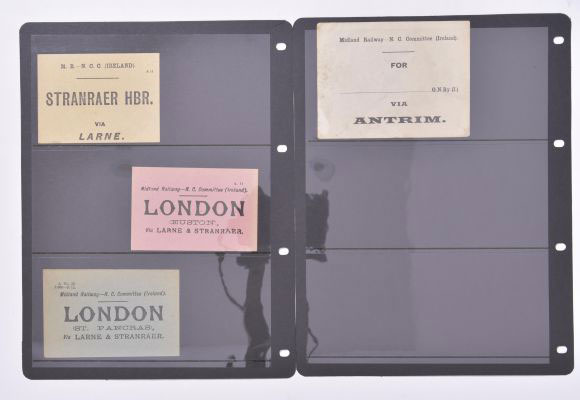 M. R. - N. C. C. (IRELAND)
STRANRAER HBR.
VIA
LARNE.
Midland Railway—N. C. Committee (Ireland).
LONDON
EUSTON,
Via LARNE & STRANRAER.
Midland Railway—N. C. Committee (Ireland).
LONDON
ST. PANCRAS,
Via LARNE & STRANRAER.
Midland Railway - N. C. Committee (Ireland).
FOR
G.N.Ry (I.)
VIA
ANTRIM.